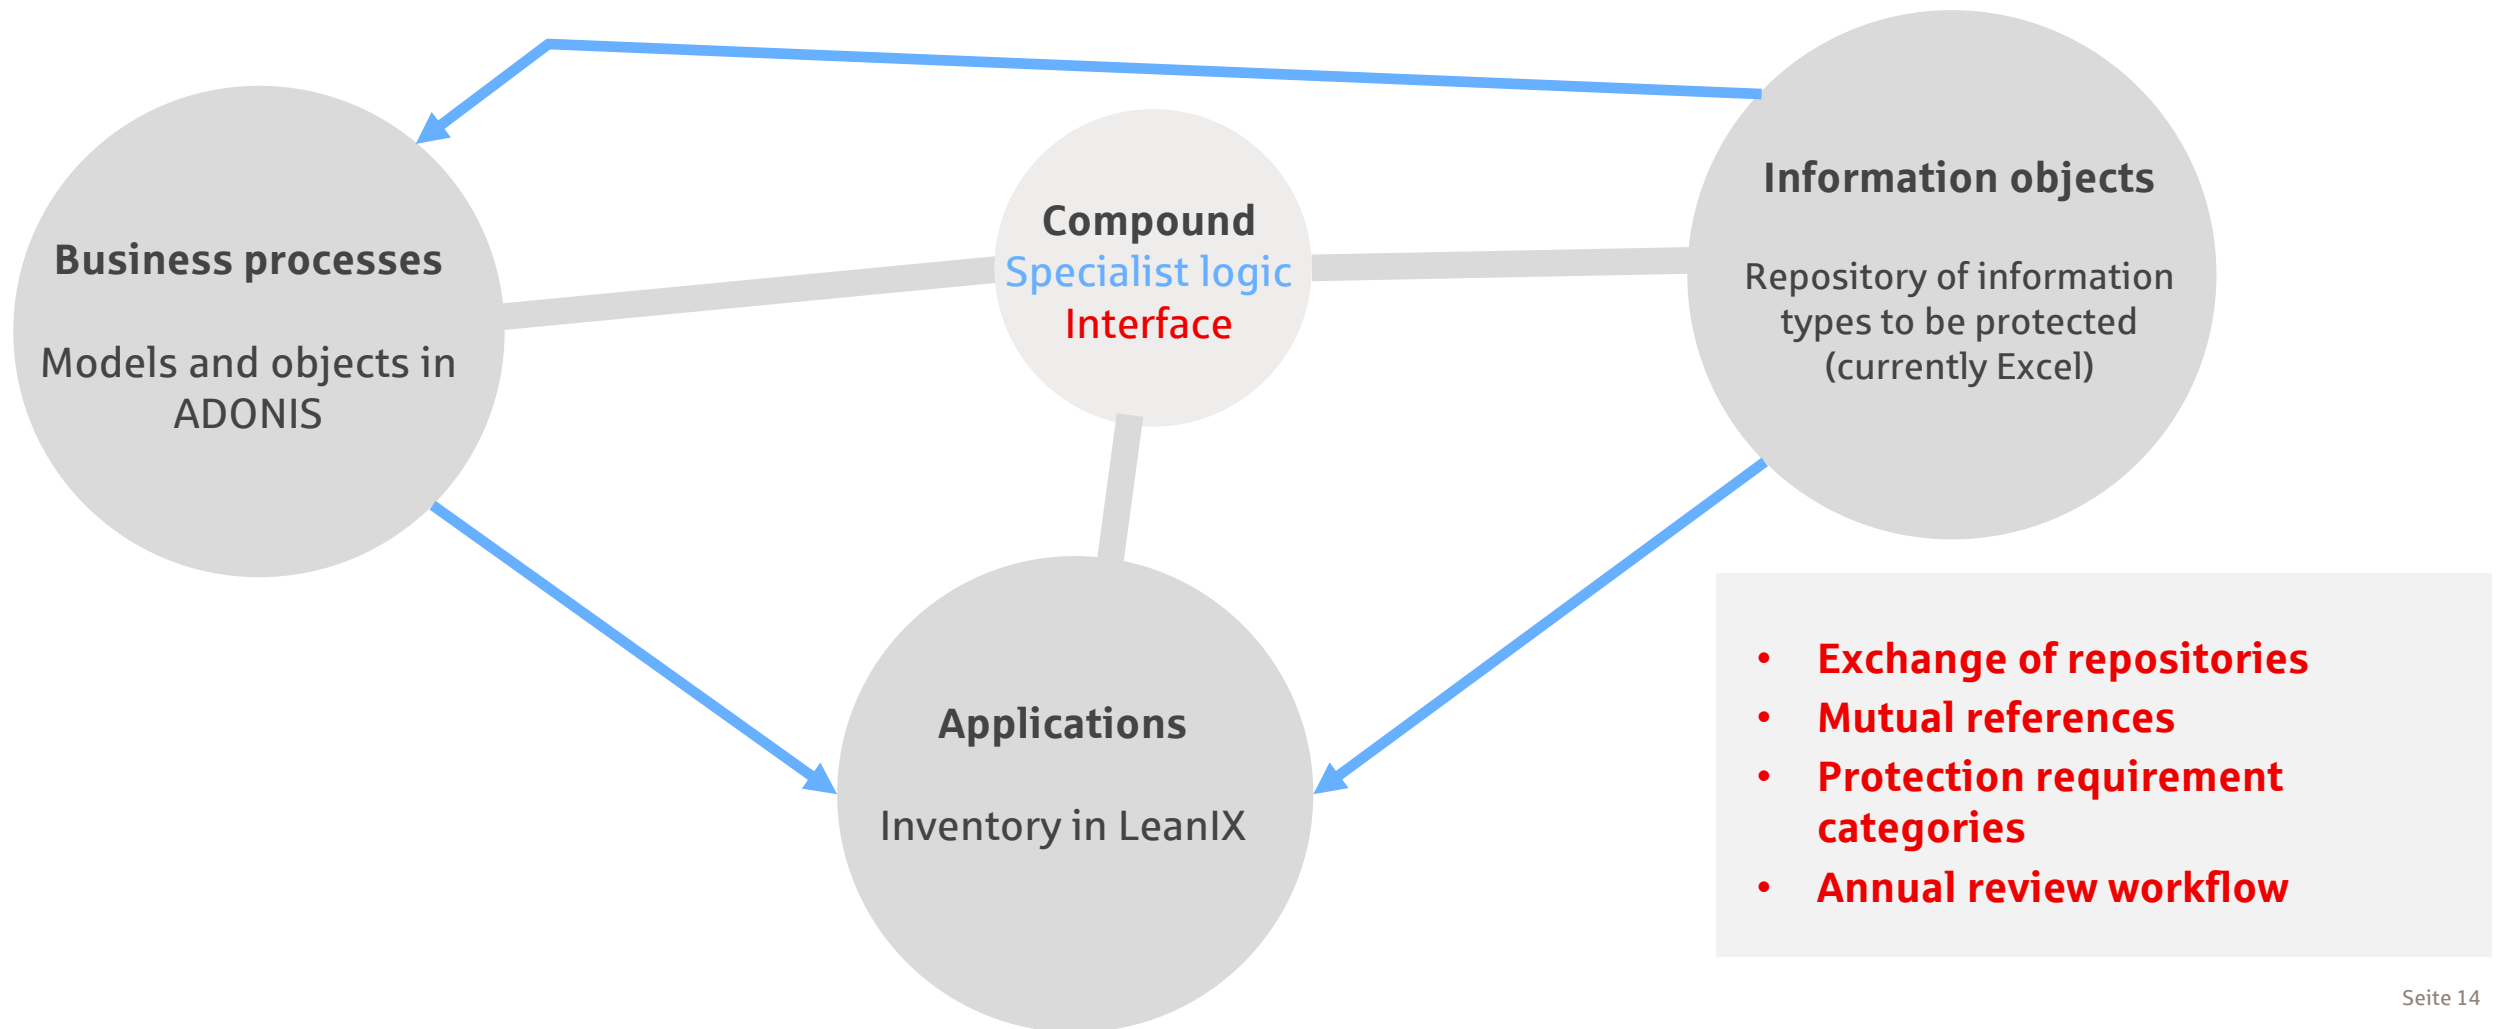 Business processes
Models and objects in
ADONIS
Compound
Specialist logic
Interface
Information objects
Repository of information
types to be protected
(currently Excel)
Applications
Inventory in LeanIX
• Exchange of repositories
• Mutual references
• Protection requirement
categories
• Annual review workflow
Seite 14